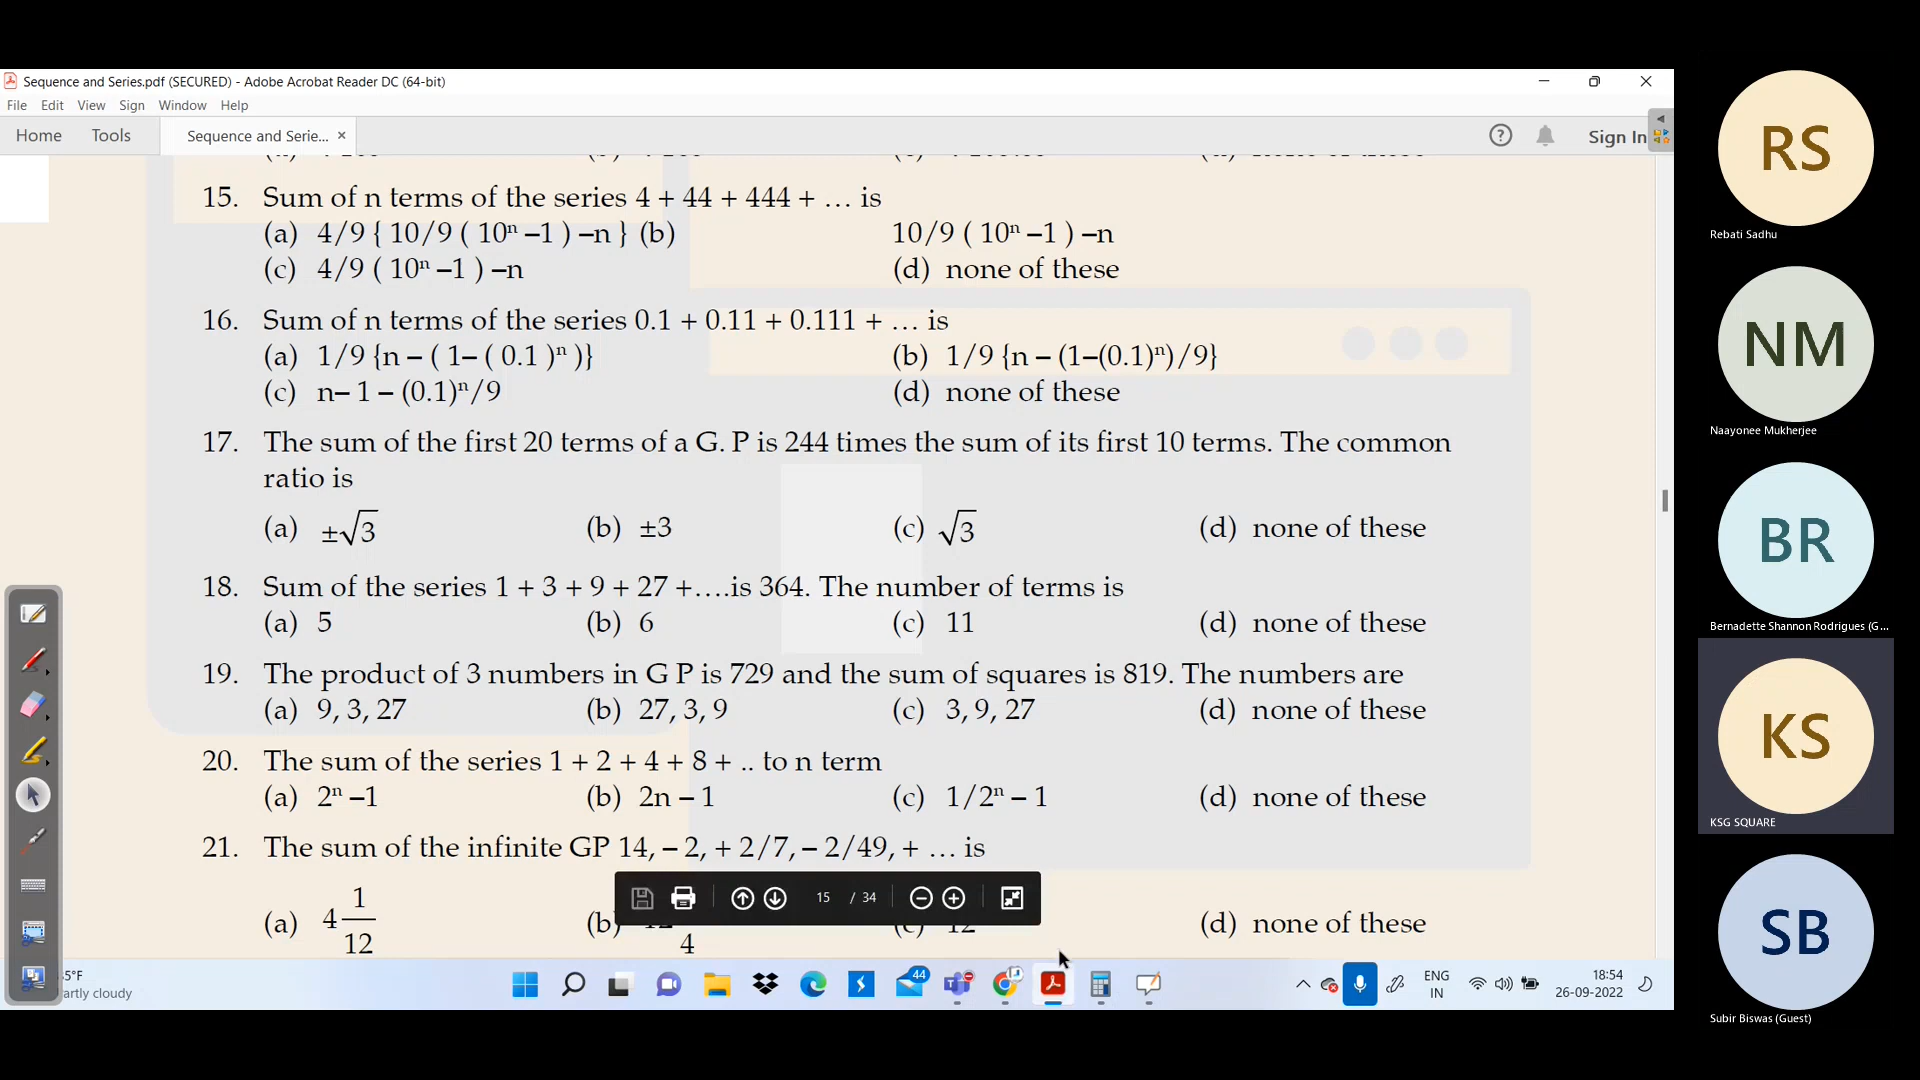 Sequence and Series.pdf (SECURED) - Adobe Acrobat Reader DC (64-bit)
File Edit View Sign Window Help
Home Tools Sequence and Serie... × Sign In
15. Sum of n terms of the series 4 + 44 + 444 + … is
(a) 4/9 { 10/9 ( 10ⁿ –1 ) –n } (b) 10/9 ( 10ⁿ –1 ) –n
(c) 4/9 ( 10ⁿ –1 ) –n (d) none of these
16. Sum of n terms of the series 0.1 + 0.11 + 0.111 + … is
(a) 1/9 {n – ( 1– ( 0.1 )ⁿ )} (b) 1/9 {n – (1–(0.1)ⁿ)/9}
(c) n– 1 – (0.1)ⁿ/9 (d) none of these
17. The sum of the first 20 terms of a G. P is 244 times the sum of its first 10 terms. The common
ratio is
(a) ±√3 (b) ±3 (c) √3 (d) none of these
18. Sum of the series 1 + 3 + 9 + 27 +….is 364. The number of terms is
(a) 5 (b) 6 (c) 11 (d) none of these
19. The product of 3 numbers in G P is 729 and the sum of squares is 819. The numbers are
(a) 9, 3, 27 (b) 27, 3, 9 (c) 3, 9, 27 (d) none of these
20. The sum of the series 1 + 2 + 4 + 8 + .. to n term
(a) 2ⁿ –1 (b) 2n – 1 (c) 1/2ⁿ – 1 (d) none of these
21. The sum of the infinite GP 14, – 2, + 2/7, – 2/49, + … is
(a) 4 1/12 (b) 4 (c) 12 (d) none of these
15 / 34
5°F
artly cloudy
44
ENG
IN
18:54
26-09-2022
RS
Rebati Sadhu
NM
Naayonee Mukherjee
BR
Bernadette Shannon Rodrigues (G...
KS
KSG SQUARE
SB
Subir Biswas (Guest)